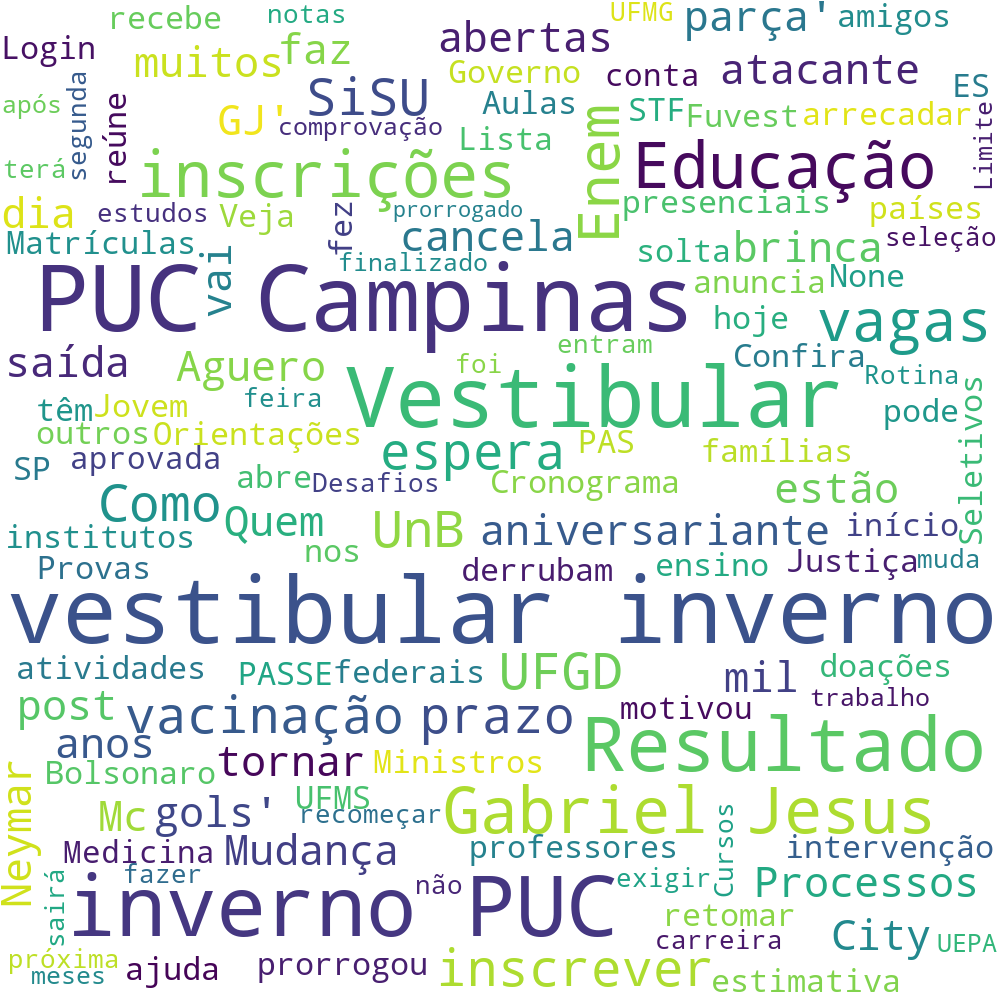 recebe
notas
UFMG
parça'
amigos
Login
muitos
faz
abertas
Governo
conta
atacante
após
segunda
reúne
GJ'
SiSU
comprovação
Aulas
Lista
Enem
STF
Fuvest
arrecadar
ES
Limite
terá
inscrições
Educação
dia
estudos
Veja
fez
prorrogado
presenciais
países
Matrículas
vai
finalizado
cancela
solta
brinca
seleção
PUC Campinas
anuncia
None
vagas
hoje
saída
Aguero
foi
entram
Confira
Rotina
Vestibular
têm
Jovem
feira
pode
Seletivos
outros
Orientações
espera
PAS
famílias
SP
aprovada
abre
Desafios
Cronograma
estão
Como
Quem
UnB
aniversariante
início
institutos
nos
Provas
derrubam
ensino
Justiça
muda
vestibular inverno
atividades
PASSE
federais
UFGD
mil
doações
trabalho
post
vacinação
prazo
motivou
anos
tornar
Ministros
Resultado
Bolsonaro
Neymar
Mc
gols'
UFMS
recomeçar
Gabriel Jesus
Medicina
Mudança
professores
Cursos
intervenção
fazer
sairá
inverno PUC
não
exigir
Processos
retomar
próxima
meses
ajuda
prorrogou
inscrever
carreira
City
UEPA
estimativa